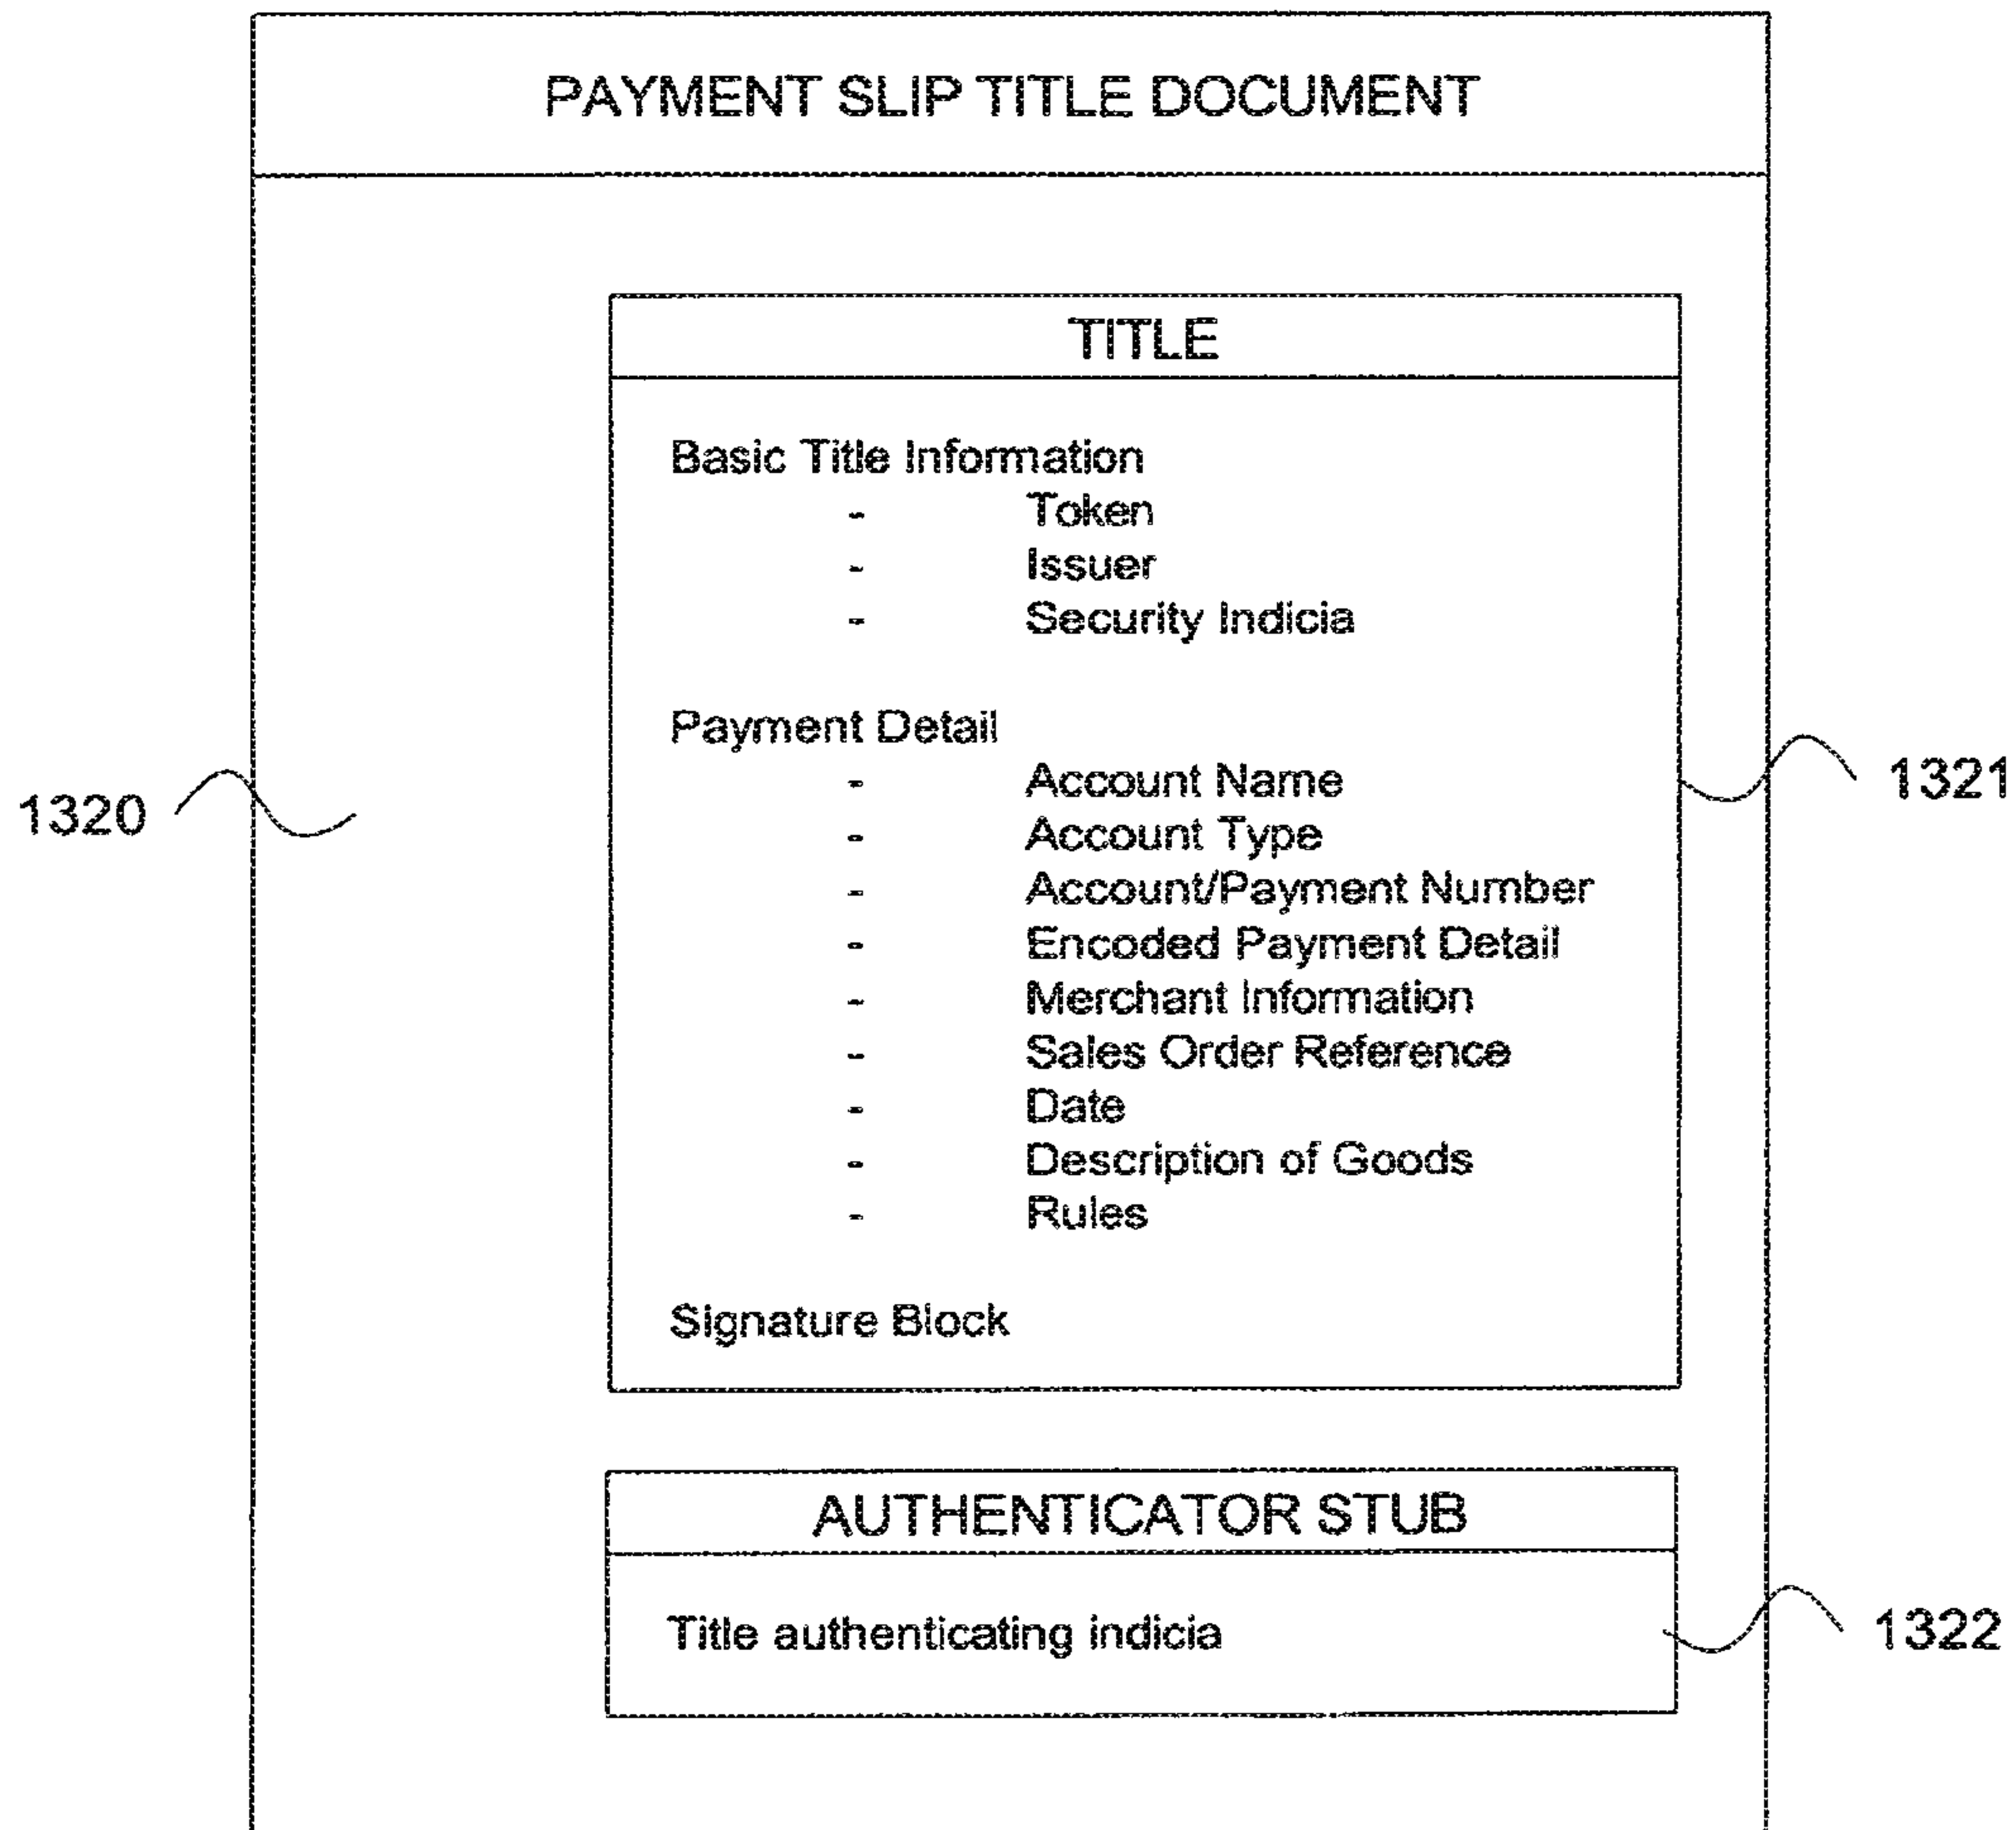 PAYMENT SLIP TITLE DOCUMENT
TITLE
Basic Title Information
- Token
- Issuer
- Security Indicia
Payment Detail
- Account Name
- Account Type
- Account/Payment Number
- Encoded Payment Detail
- Merchant Information
- Sales Order Reference
- Date
- Description of Goods
- Rules
Signature Block
1320
1321
AUTHENTICATOR STUB
Title authenticating indicia
1322